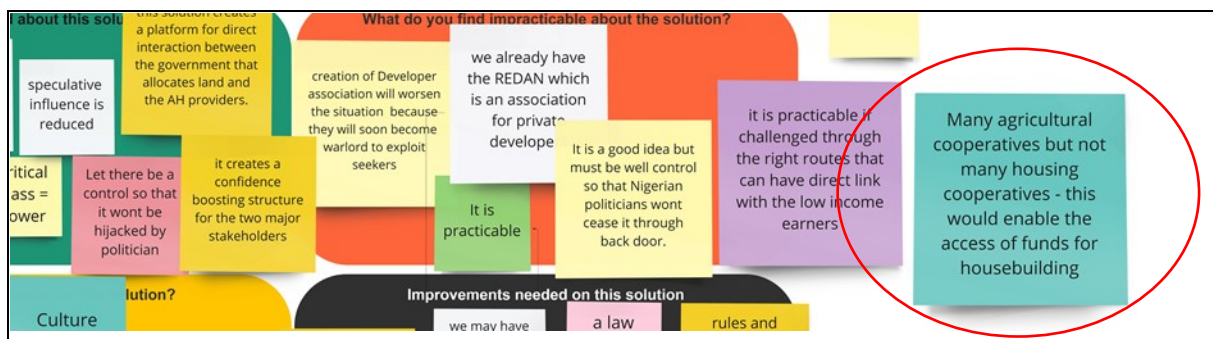 d about this solu
this solution creates
a platform for direct
interaction between
the government that
allocates land and
the AH providers.
speculative
influence is
reduced
ritical
ass =
ower
Let there be a
control so that
it wont be
hijacked by
politician
it creates a
confidence
boosting structure
for the two major
stakeholders
What do you find impracticable about the solution?
creation of Developer
association will worsen
the situation because
they will soon become
warlord to exploit
seekers
we already have
the REDAN which
is an association
for private
develope
It is
practicable
It is a good idea but
must be well control
so that Nigerian
politicians wont
cease it through
back door.
it is practicable if
challenged through
the right routes that
can have direct link
with the low income
earners
Many agricultural
cooperatives but not
many housing
cooperatives - this
would enable the
access of funds for
housebuilding
lution?
Culture
Improvements needed on this solution
we may have
a law
rules and